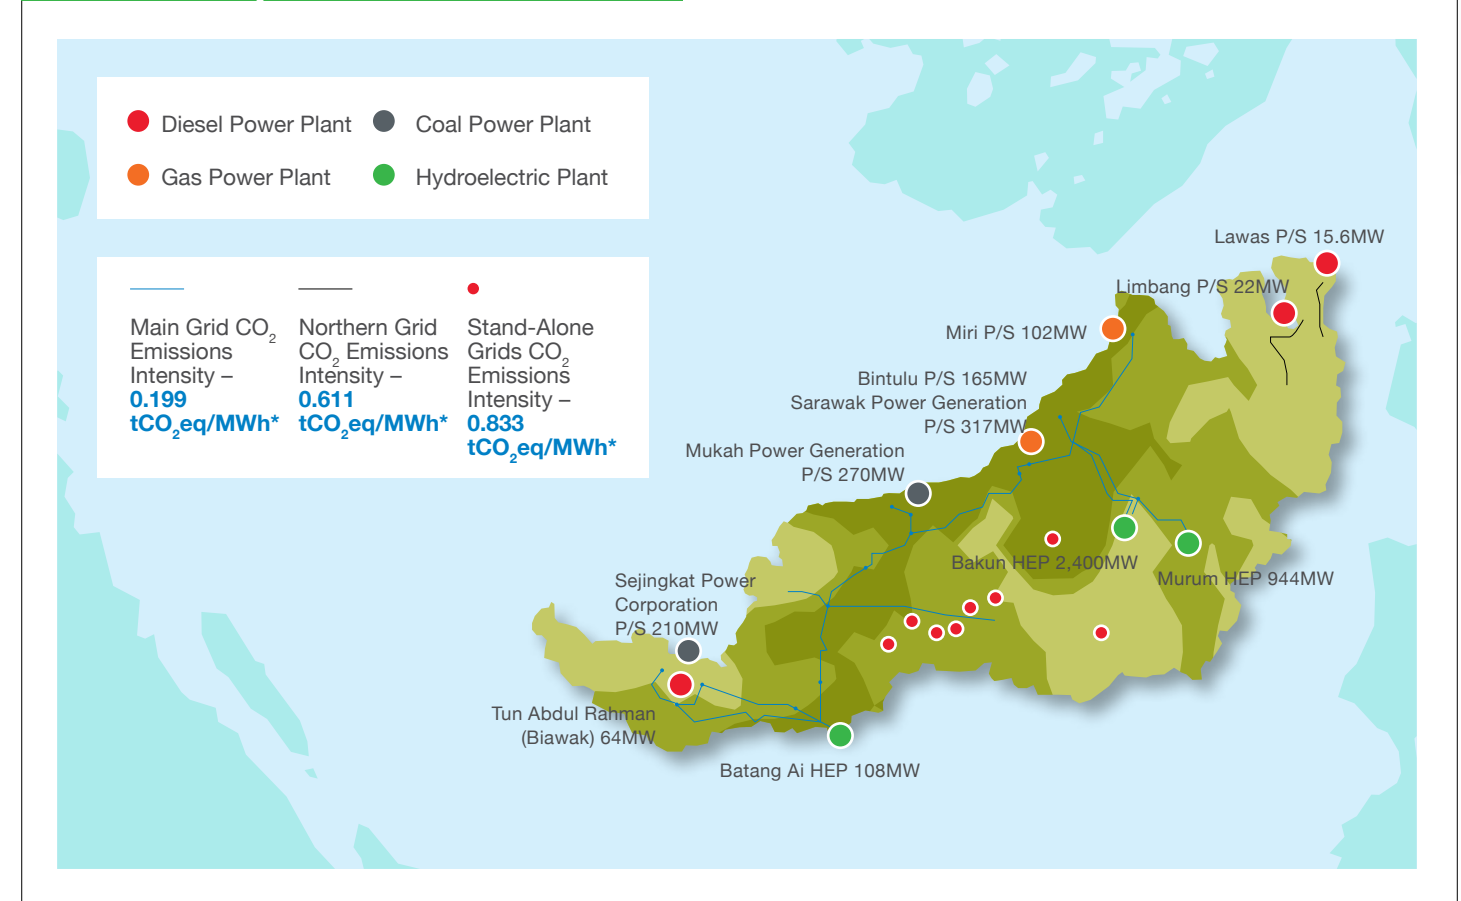 Diesel Power Plant
Coal Power Plant
Gas Power Plant
Hydroelectric Plant
Main Grid CO2
Emissions
Intensity –
0.199
tCO2eq/MWh*
Northern Grid
CO2 Emissions
Intensity –
0.611
tCO2eq/MWh*
Stand-Alone
Grids CO2
Emissions
Intensity –
0.833
tCO2eq/MWh*
Lawas P/S 15.6MW
Limbang P/S 22MW
Miri P/S 102MW
Bintulu P/S 165MW
Sarawak Power Generation
P/S 317MW
Mukah Power Generation
P/S 270MW
Bakun HEP 2,400MW
Murum HEP 944MW
Sejingkat Power
Corporation
P/S 210MW
Tun Abdul Rahman
(Biawak) 64MW
Batang Ai HEP 108MW